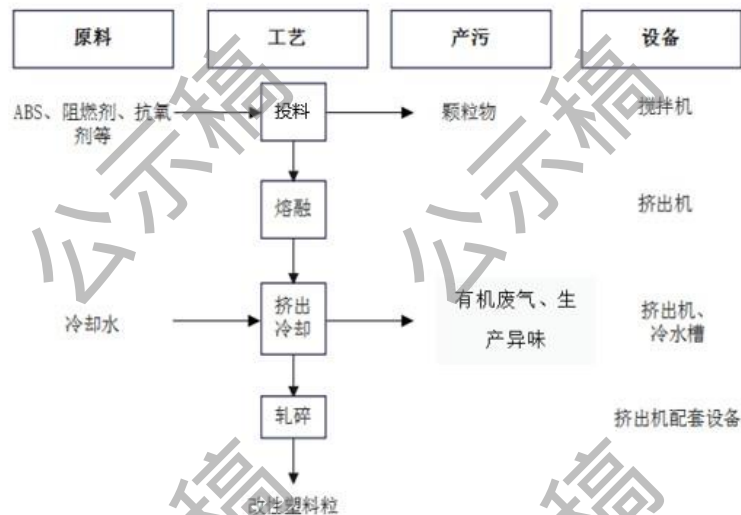 原料 工艺 产污 设备
ABS、阻燃剂、抗氧
剂等
投料
颗粒物
搅拌机
熔融
挤出机
冷却水
挤出
冷却
有机废气、生
产异味
挤出机、
冷水槽
轧碎
挤出机配套设备
改性塑料粒
公示稿
公示稿
公示稿
公示稿